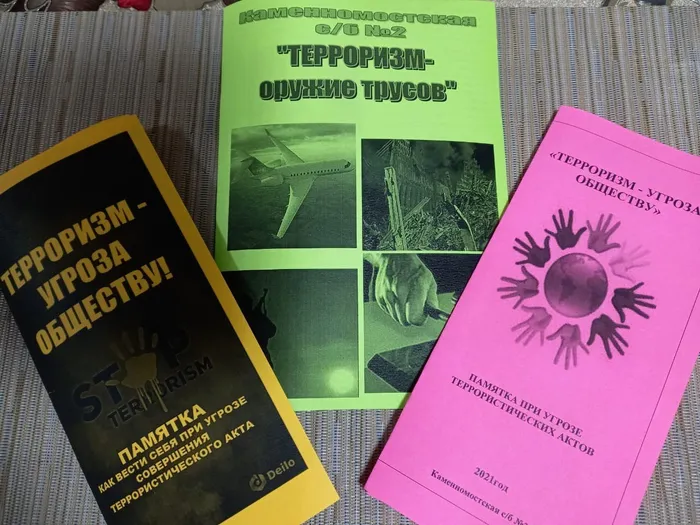 Каменномостская
с/б №2
"ТЕРРОРИЗМ-
оружие трусов"
ТЕРРОРИЗМ -
УГРОЗА
ОБЩЕСТВУ!
STOP
TERRORISM
ПАМЯТКА
КАК ВЕСТИ СЕБЯ ПРИ УГРОЗЕ
СОВЕРШЕНИЯ
ТЕРРОРИСТИЧЕСКОГО АКТА
Dello
«ТЕРРОРИЗМ - УГРОЗА
ОБЩЕСТВУ»
ПАМЯТКА ПРИ УГРОЗЕ
ТЕРРОРИСТИЧЕСКИХ АКТОВ
2021год
Каменномостская с/б №